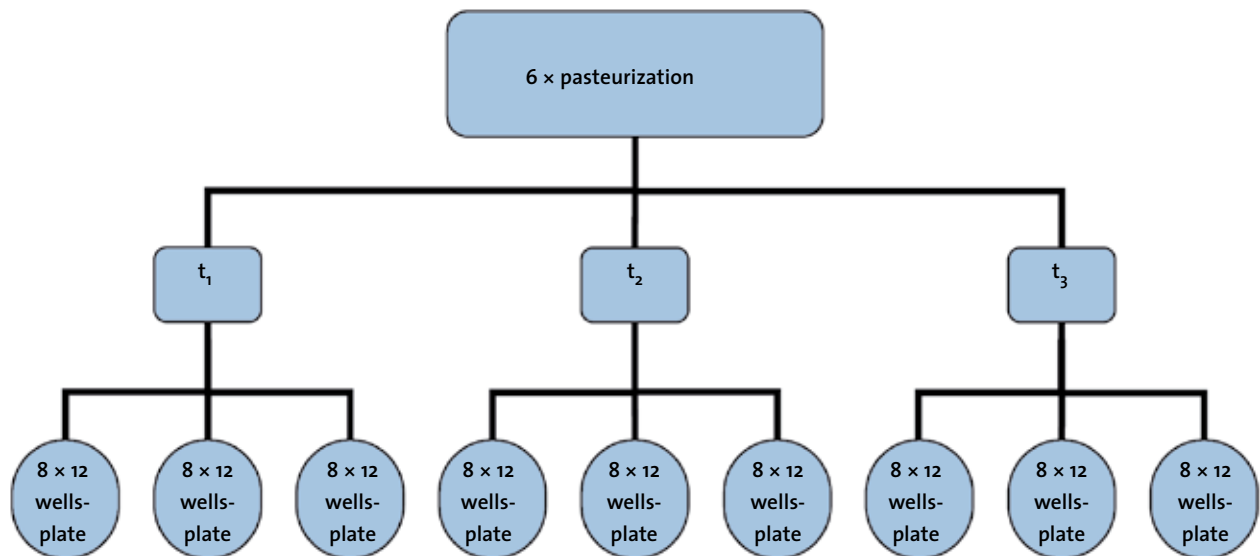 6 × pasteurization
t₁
t₂
t₃
8 × 12
wells-
plate
8 × 12
wells-
plate
8 × 12
wells-
plate
8 × 12
wells-
plate
8 × 12
wells-
plate
8 × 12
wells-
plate
8 × 12
wells-
plate
8 × 12
wells-
plate
8 × 12
wells-
plate